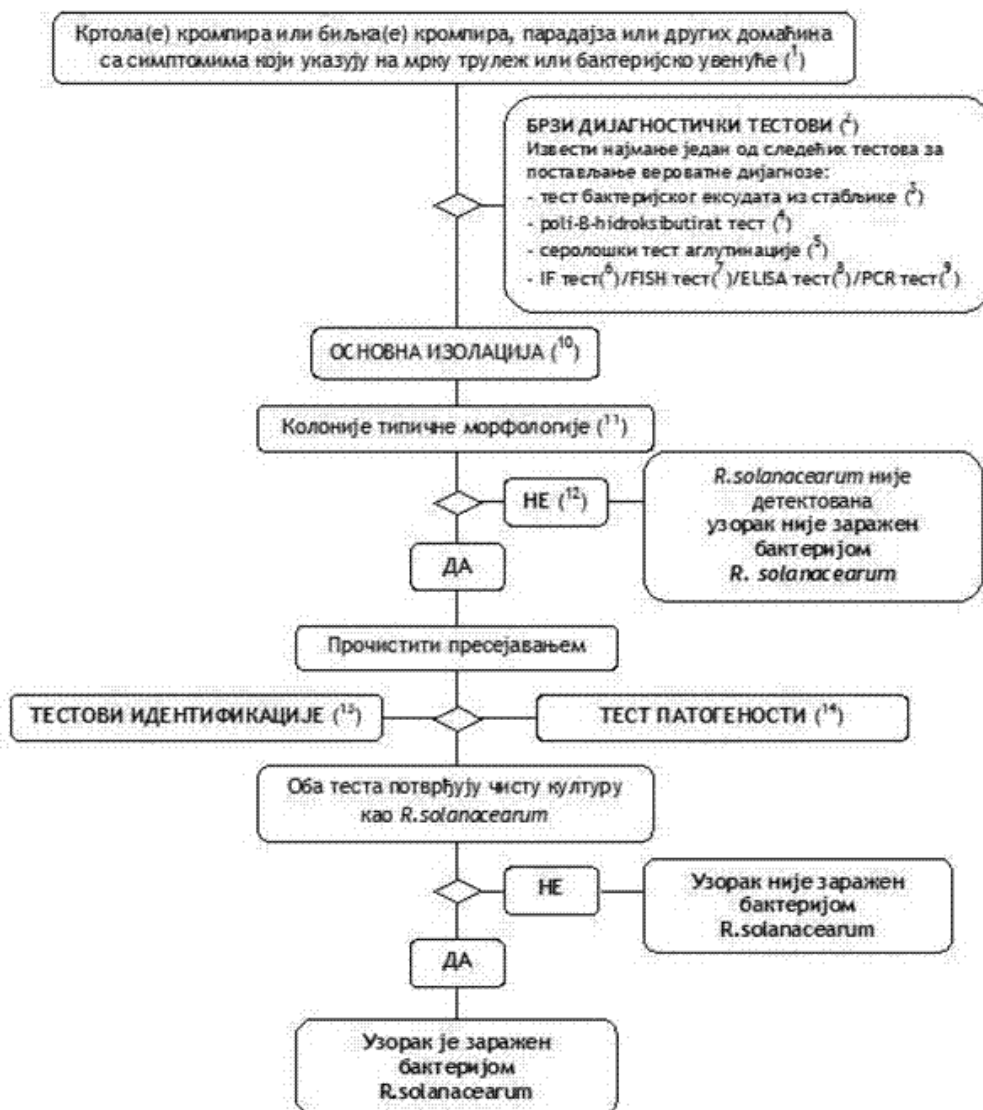 Кртола(е) кромпира или биљка(е) кромпира, парадајза или других домаћина
са симптомима који указују на мрку трулеж или бактеријско увенуће (1)
БРЗИ ДИЈАГНОСТИЧКИ ТЕСТОВИ (2)
Извести најмање један од следећих тестова за
постављање вероватне дијагнозе:
- тест бактеријског ексудата из стабљике (3)
- poli-B-hidroksibutirat тест (4)
- серолошки тест аглутинације (5)
- IF тест(6)/FISH тест(7)/ELISA тест(8)/PCR тест(9)
ОСНОВНА ИЗОЛАЦИЈА (10)
Колоније типичне морфологије (11)
НЕ (12)
R.solanacearum није
детектована
узорак није заражен
бактеријом
R. solanacearum
ДА
Прочистити пресејавањем
ТЕСТОВИ ИДЕНТИФИКАЦИЈЕ (13)
ТЕСТ ПАТОГЕНОСТИ (14)
Оба теста потврђују чисту културу
као R.solanacearum
НЕ
Узорак није заражен
бактеријом
R.solanacearum
ДА
Узорак је заражен
бактеријом
R.solanacearum